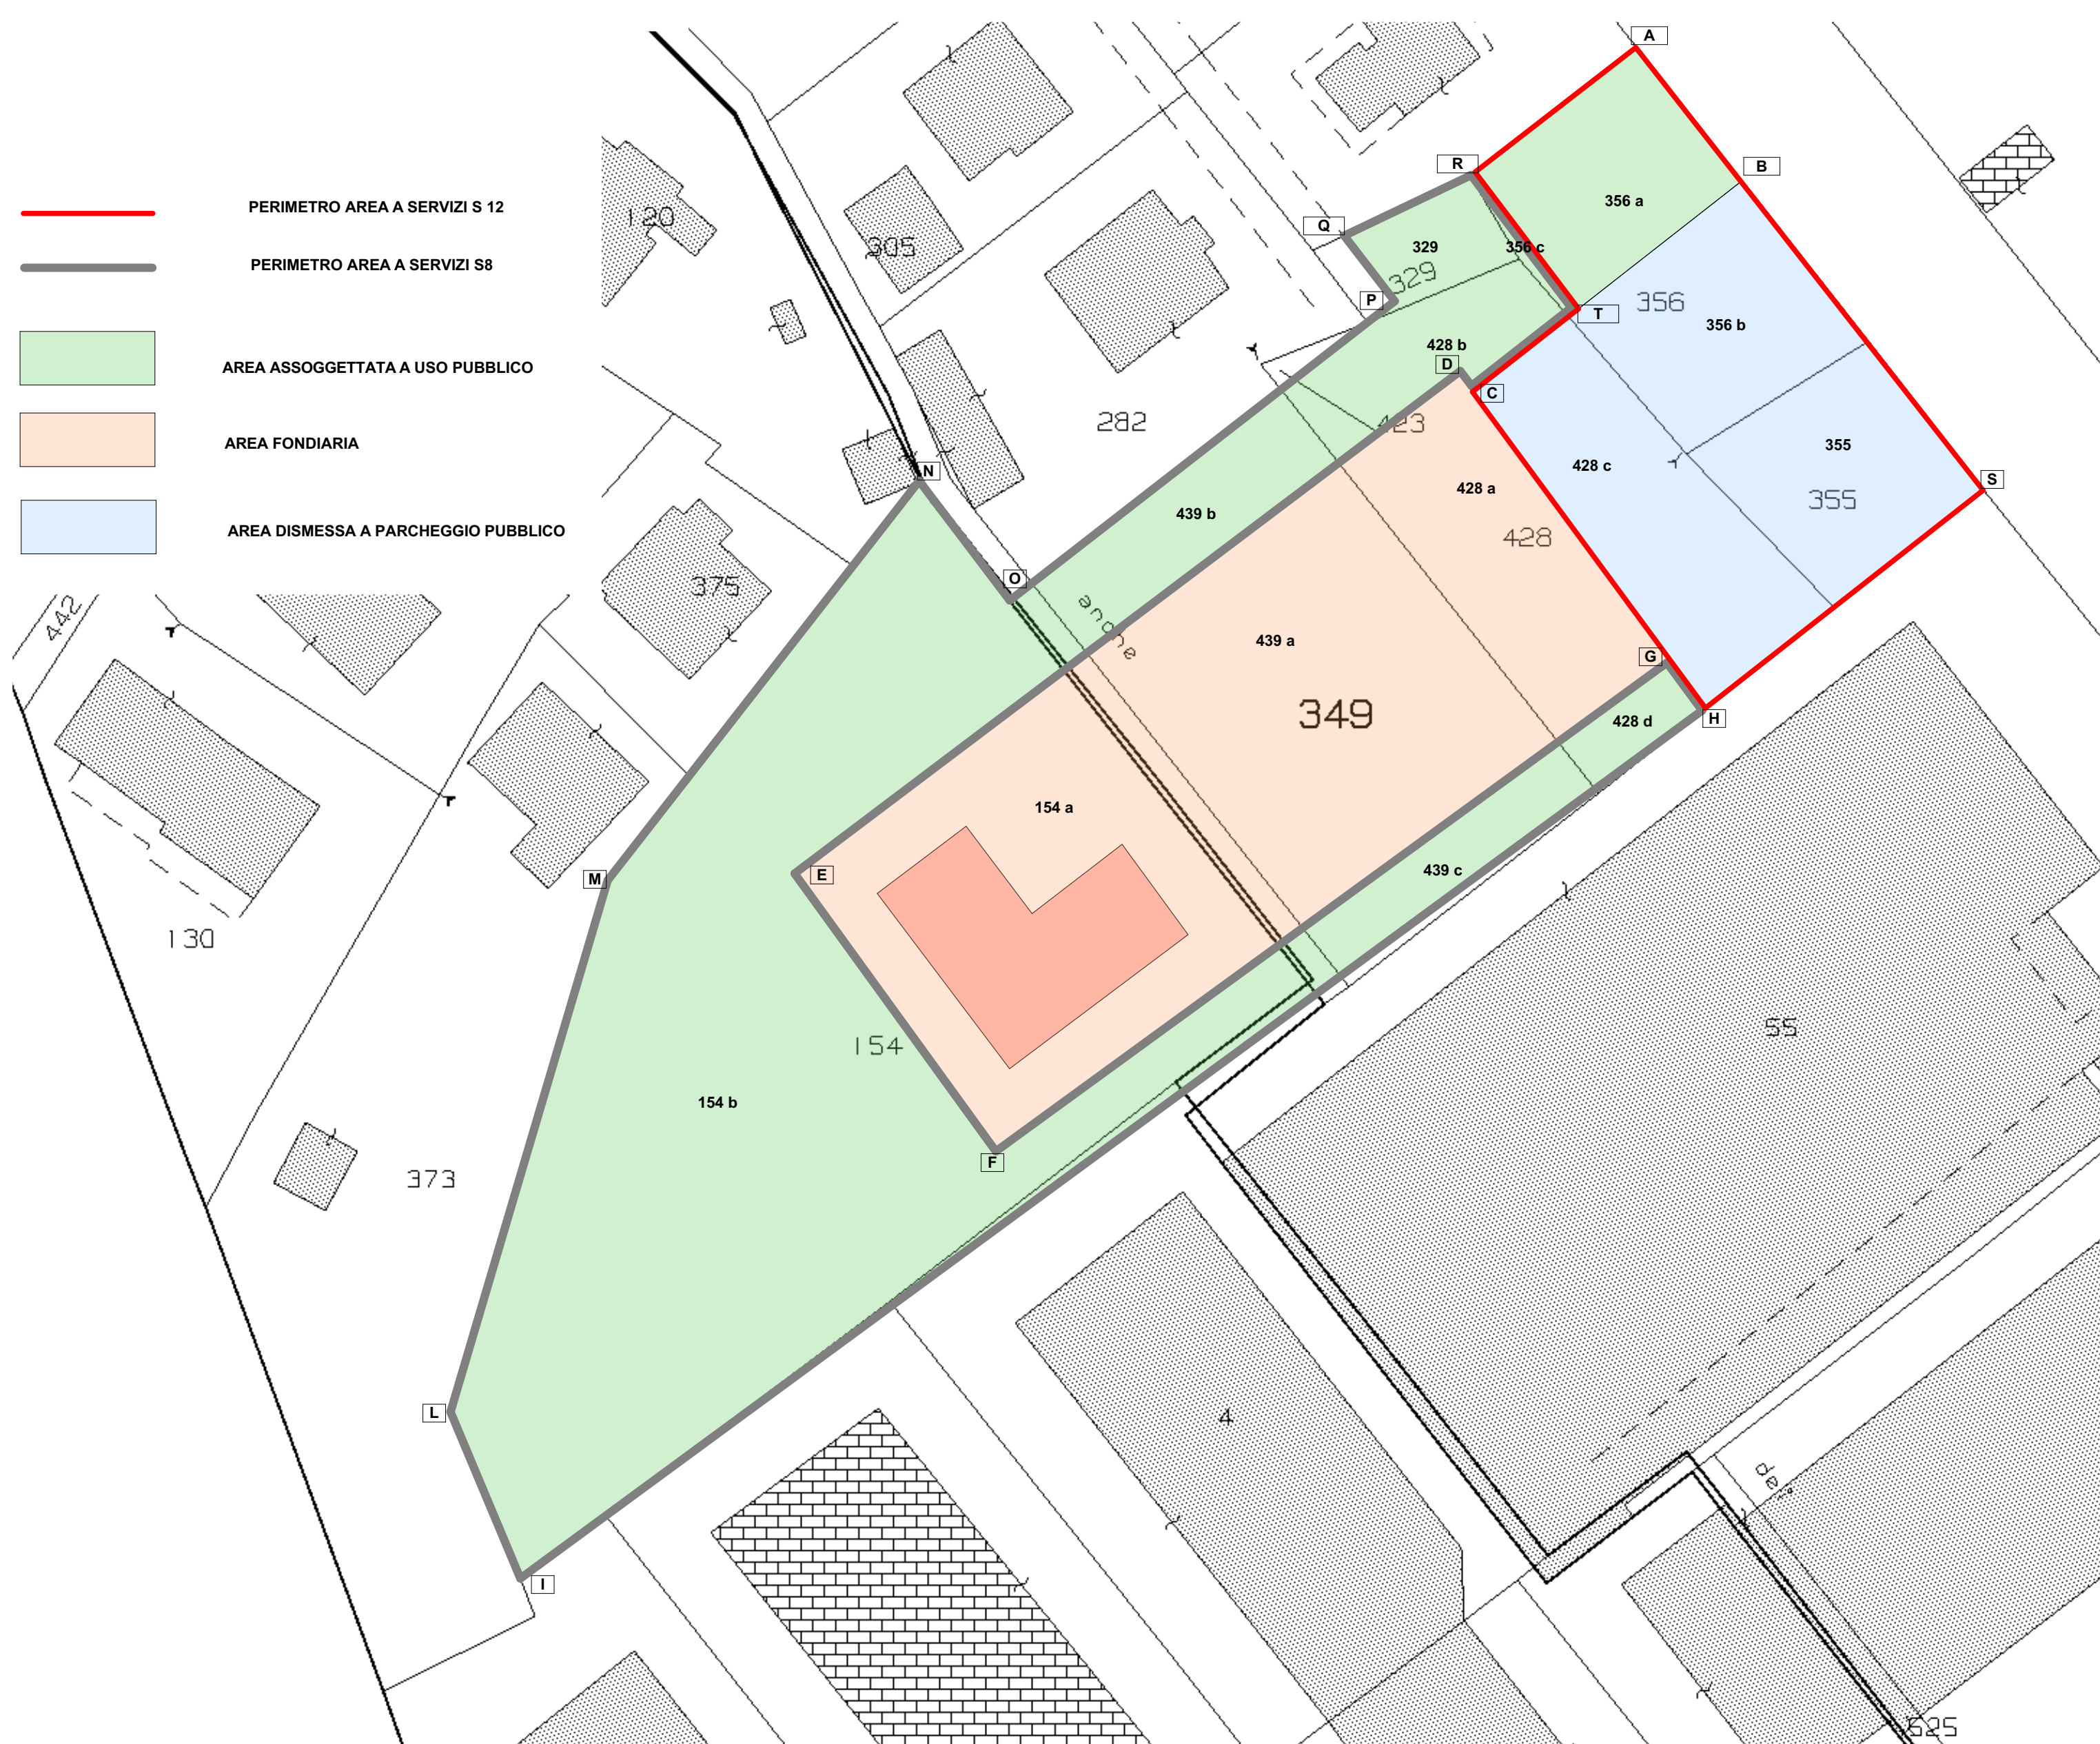 PERIMETRO AREA A SERVIZI S 12
PERIMETRO AREA A SERVIZI S8
AREA ASSOGGETTATA A USO PUBBLICO
AREA FONDIARIA
AREA DISMESSA A PARCHEGGIO PUBBLICO
A
R
B
120
305
Q
329
356 c
356 a
329
P
356
T
356 b
428 b
D
C
282
423
355
428 c
N
428 a
S
355
439 b
428
O
375
442
439 a
G
349
H
428 d
154 a
M
E
439 c
130
55
154
154 b
F
373
L
4
I
525